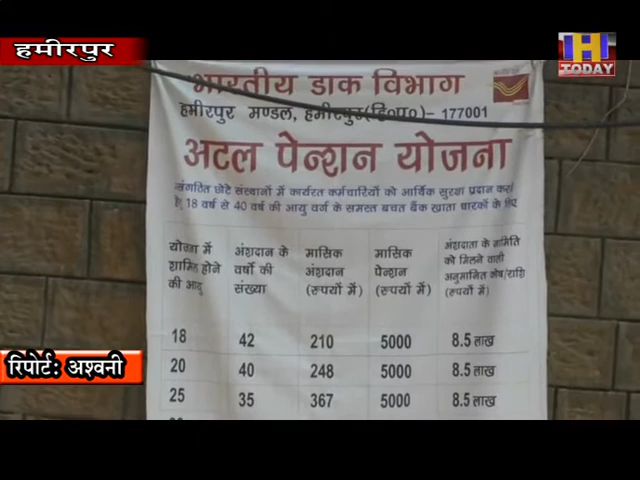 हमीरपुर
IHI
TODAY
भारतीय डाक विभाग
हमीरपुर मण्डल, हमीरपुर(हि०प्र०)- 177001
अटल पेन्शन योजना
संगठित छोटे संस्थानों में कार्यरत कर्मचारियों को आर्थिक सुरक्षा प्रदान कर
18 वर्ष से 40 वर्ष की आयु वर्ग के समस्त बचत बैंक खाता धारकों के लिए
योजना में शामिल होने की आयु
अंशदान के वर्षों की संख्या
मासिक अंशदान (रूपयों में)
मासिक पेन्शन (रूपयों में)
अंशदाता के नामिति को मिलने वाली अनुमानित शेष/राशि (रूपयों में)
18 42 210 5000 8.5 लाख
20 40 248 5000 8.5 लाख
25 35 367 5000 8.5 लाख
रिपोर्ट: अश्वनी